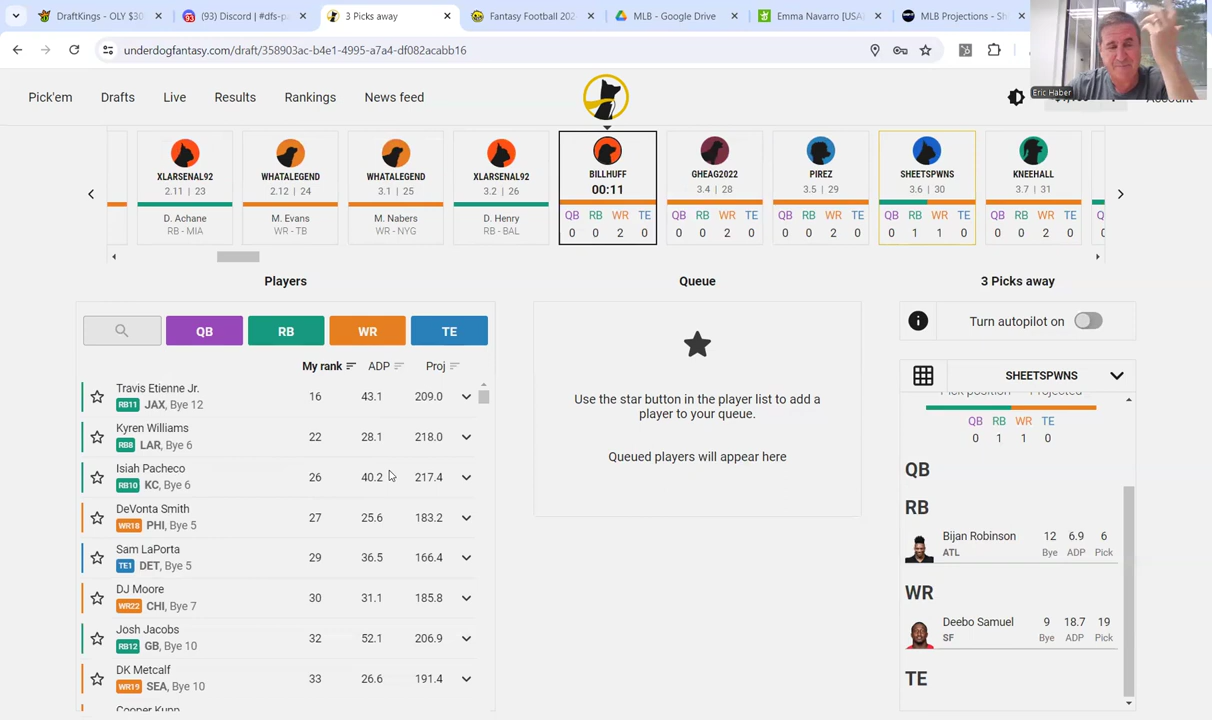 DraftKings - OLY $30
(93) Discord | #dfs-p
3 Picks away
Fantasy Football 202
MLB - Google Drive
Emma Navarro [USA]
MLB Projections - Sh
underdogfantasy.com/draft/358903ac-b4e1-4995-a7a4-df082acabb16
Eric Haber
Pick'em
Drafts
Live
Results
Rankings
News feed
Account
XLARSENAL92
2.11 | 23
D. Achane
RB - MIA
WHATALEGEND
2.12 | 24
M. Evans
WR - TB
WHATALEGEND
3.1 | 25
M. Nabers
WR - NYG
XLARSENAL92
3.2 | 26
D. Henry
RB - BAL
BILLHUFF
00:11
QB RB WR TE
0 0 2 0
GHEAG2022
3.4 | 28
QB RB WR TE
0 0 2 0
PIREZ
3.5 | 29
QB RB WR TE
0 0 2 0
SHEETSPWNS
3.6 | 30
QB RB WR TE
0 1 1 0
KNEEHALL
3.7 | 31
QB RB WR TE
0 0 2 0
Players
QB RB WR TE
My rank ADP Proj
Travis Etienne Jr.
RB11 JAX, Bye 12 16 43.1 209.0
Kyren Williams
RB8 LAR, Bye 6 22 28.1 218.0
Isiah Pacheco
RB10 KC, Bye 6 26 40.2 217.4
DeVonta Smith
WR18 PHI, Bye 5 27 25.6 183.2
Sam LaPorta
TE1 DET, Bye 5 29 36.5 166.4
DJ Moore
WR22 CHI, Bye 7 30 31.1 185.8
Josh Jacobs
RB12 GB, Bye 10 32 52.1 206.9
DK Metcalf
WR19 SEA, Bye 10 33 26.6 191.4
Cooper Kupp
Queue
Use the star button in the player list to add a
player to your queue.
Queued players will appear here
3 Picks away
Turn autopilot on
SHEETSPWNS
Pick position Projected
QB RB WR TE
0 1 1 0
QB
RB
Bijan Robinson 12 6.9 6
ATL Bye ADP Pick
WR
Deebo Samuel 9 18.7 19
SF Bye ADP Pick
TE